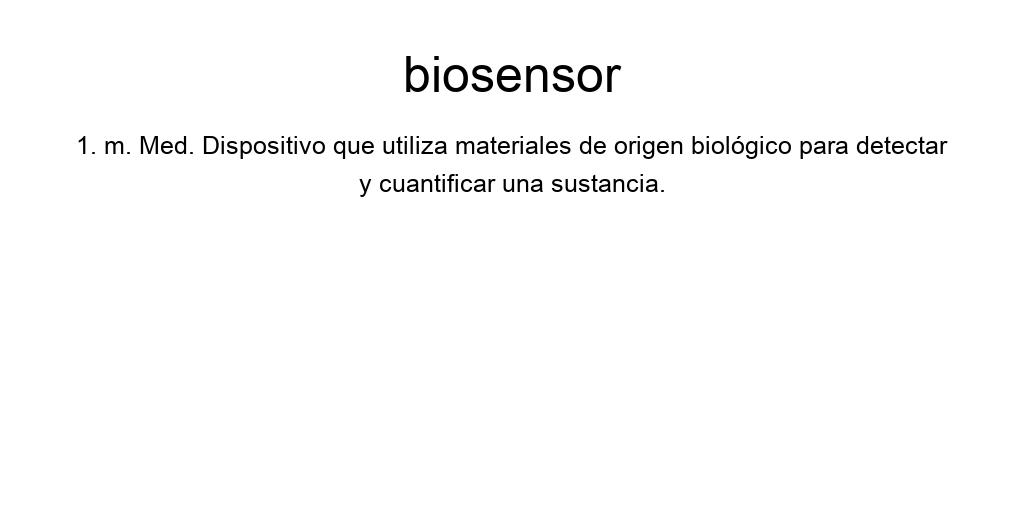 biosensor
1. m. Med. Dispositivo que utiliza materiales de origen biológico para detectar
y cuantificar una sustancia.